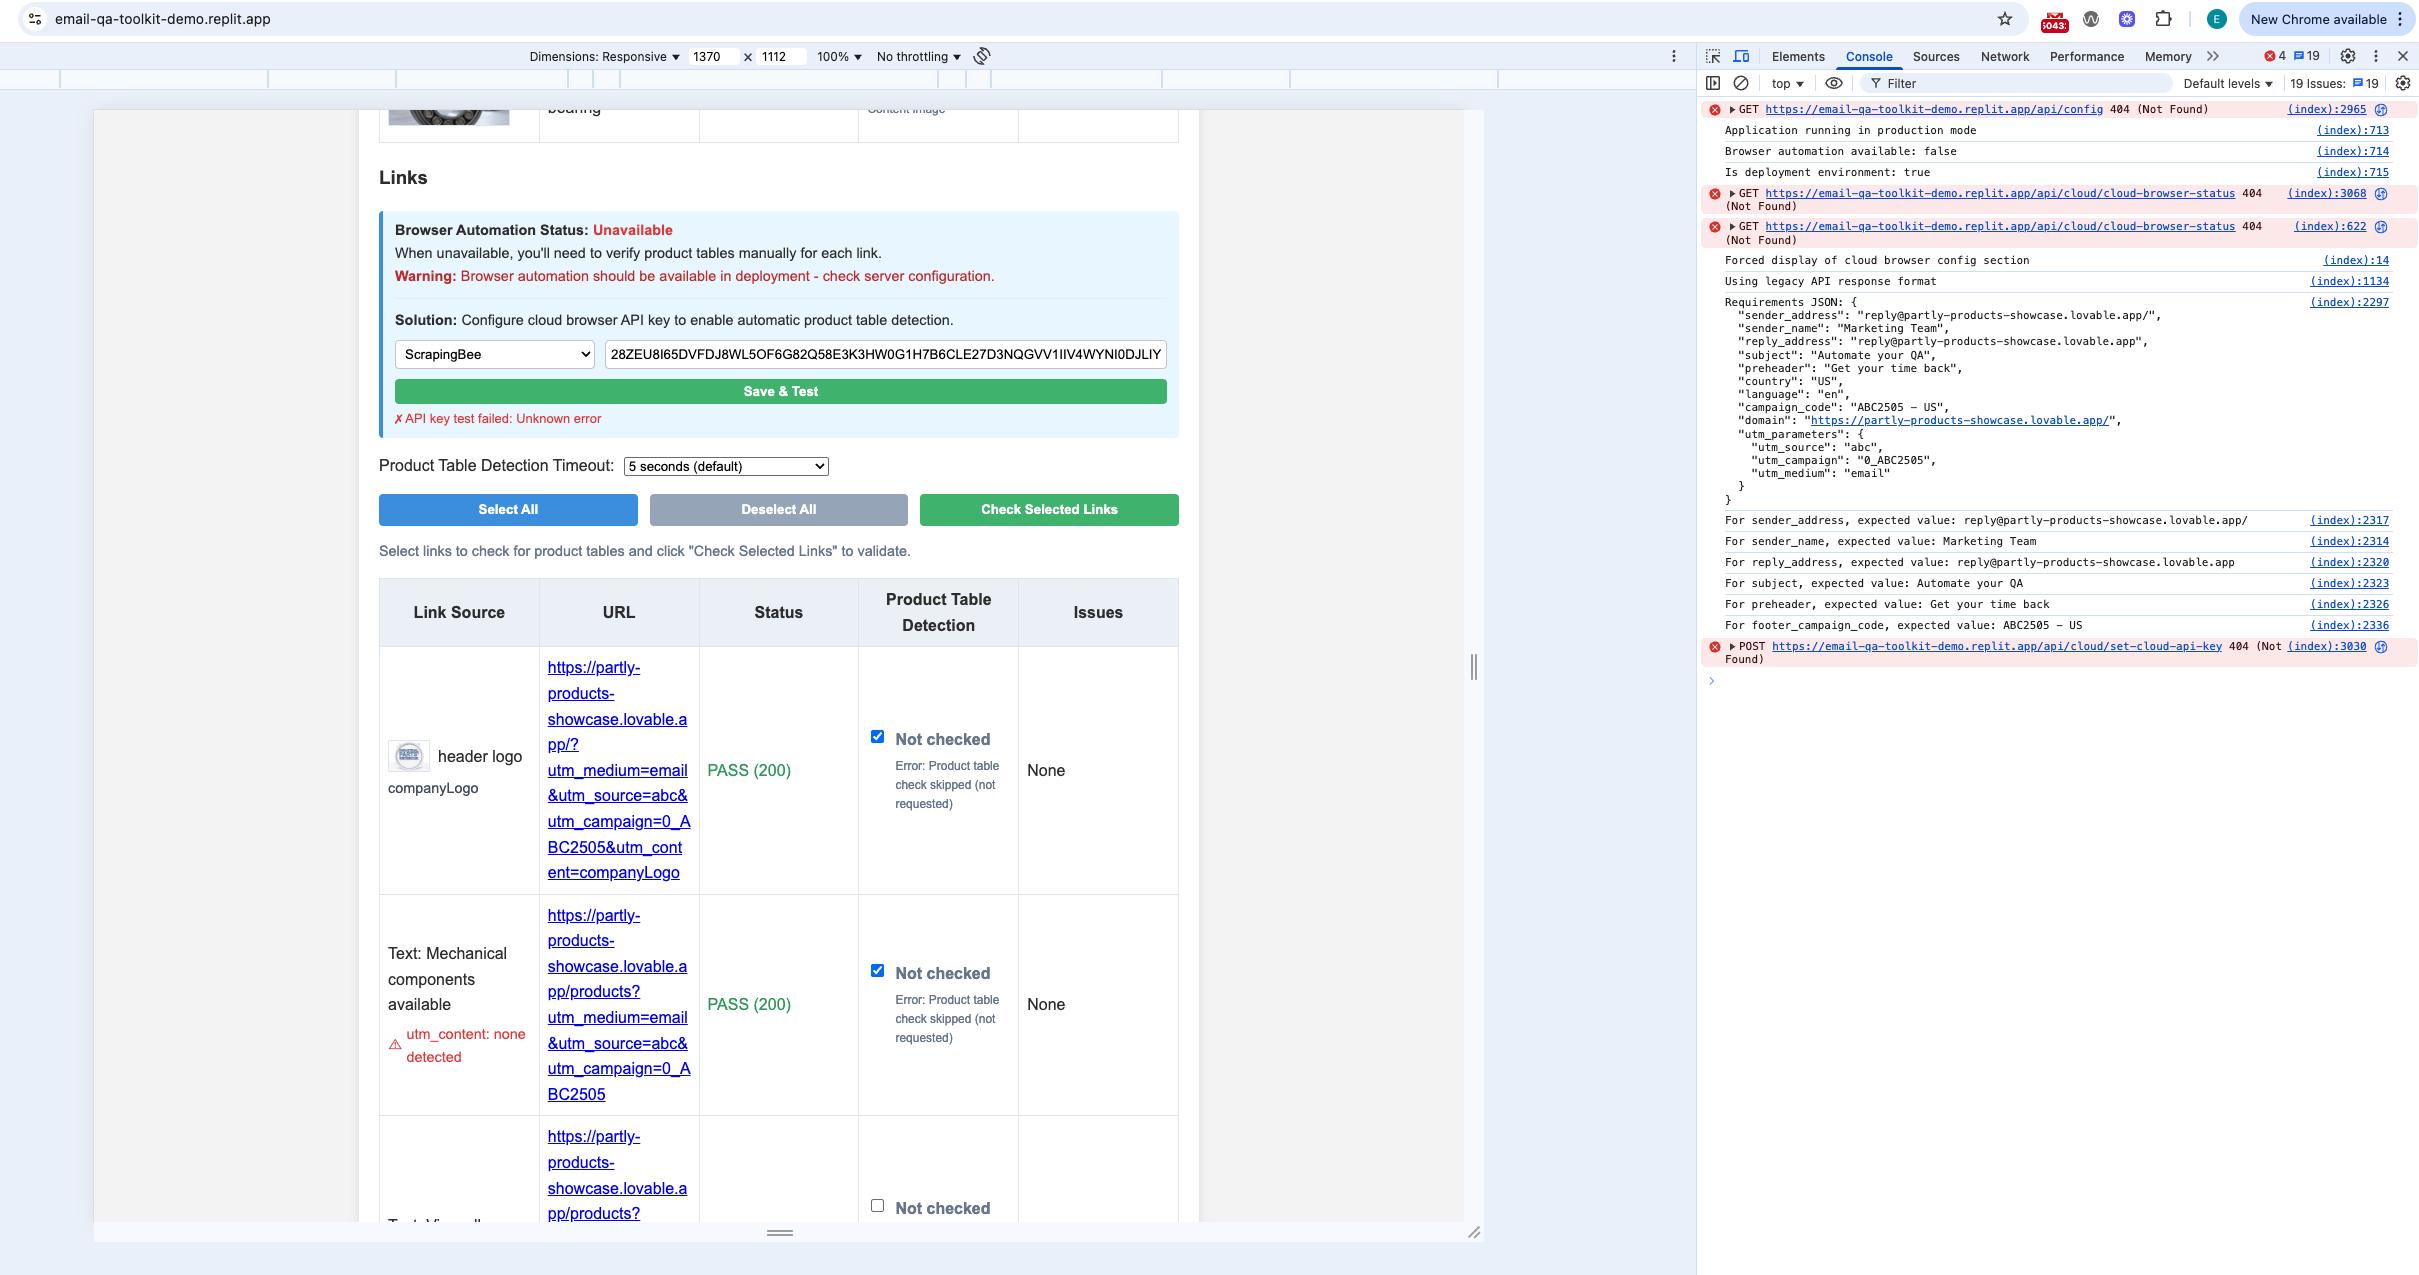 email-qa-toolkit-demo.replit.app
5043
E
New Chrome available
Dimensions: Responsive
1370
x
1112
100%
No throttling
bearing
Content Image
Links
Browser Automation Status: Unavailable
When unavailable, you'll need to verify product tables manually for each link.
Warning: Browser automation should be available in deployment - check server configuration.
Solution: Configure cloud browser API key to enable automatic product table detection.
ScrapingBee
28ZEU8I65DVFDJ8WL5OF6G82Q58E3K3HW0G1H7B6CLE27D3NQGVV1IIV4WYNI0DJLIY
Save & Test
✗ API key test failed: Unknown error
Product Table Detection Timeout:
5 seconds (default)
Select All
Deselect All
Check Selected Links
Select links to check for product tables and click "Check Selected Links" to validate.
Link Source
URL
Status
Product Table
Detection
Issues
header logo
companyLogo
https://partly-
products-
showcase.lovable.a
pp/?
utm_medium=email
&utm_source=abc&
utm_campaign=0_A
BC2505&utm_cont
ent=companyLogo
PASS (200)
Not checked
Error: Product table
check skipped (not
requested)
None
Text: Mechanical
components
available
utm_content: none
detected
https://partly-
products-
showcase.lovable.a
pp/products?
utm_medium=email
&utm_source=abc&
utm_campaign=0_A
BC2505
PASS (200)
Not checked
Error: Product table
check skipped (not
requested)
None
https://partly-
products-
showcase.lovable.a
pp/products?
Not checked
Elements
Console
Sources
Network
Performance
Memory
4
19
top
Filter
Default levels
19 Issues:
19
GET https://email-qa-toolkit-demo.replit.app/api/config 404 (Not Found) (index):2965
Application running in production mode (index):713
Browser automation available: false (index):714
Is deployment environment: true (index):715
GET https://email-qa-toolkit-demo.replit.app/api/cloud/cloud-browser-status 404 (index):3068
(Not Found)
GET https://email-qa-toolkit-demo.replit.app/api/cloud/cloud-browser-status 404 (index):622
(Not Found)
Forced display of cloud browser config section (index):14
Using legacy API response format (index):1134
Requirements JSON: { (index):2297
"sender_address": "reply@partly-products-showcase.lovable.app/",
"sender_name": "Marketing Team",
"reply_address": "reply@partly-products-showcase.lovable.app",
"subject": "Automate your QA",
"preheader": "Get your time back",
"country": "US",
"language": "en",
"campaign_code": "ABC2505 - US",
"domain": "https://partly-products-showcase.lovable.app/",
"utm_parameters": {
"utm_source": "abc",
"utm_campaign": "0_ABC2505",
"utm_medium": "email"
}
}
For sender_address, expected value: reply@partly-products-showcase.lovable.app/ (index):2317
For sender_name, expected value: Marketing Team (index):2314
For reply_address, expected value: reply@partly-products-showcase.lovable.app (index):2320
For subject, expected value: Automate your QA (index):2323
For preheader, expected value: Get your time back (index):2326
For footer_campaign_code, expected value: ABC2505 - US (index):2336
POST https://email-qa-toolkit-demo.replit.app/api/cloud/set-cloud-api-key 404 (Not (index):3030
Found)